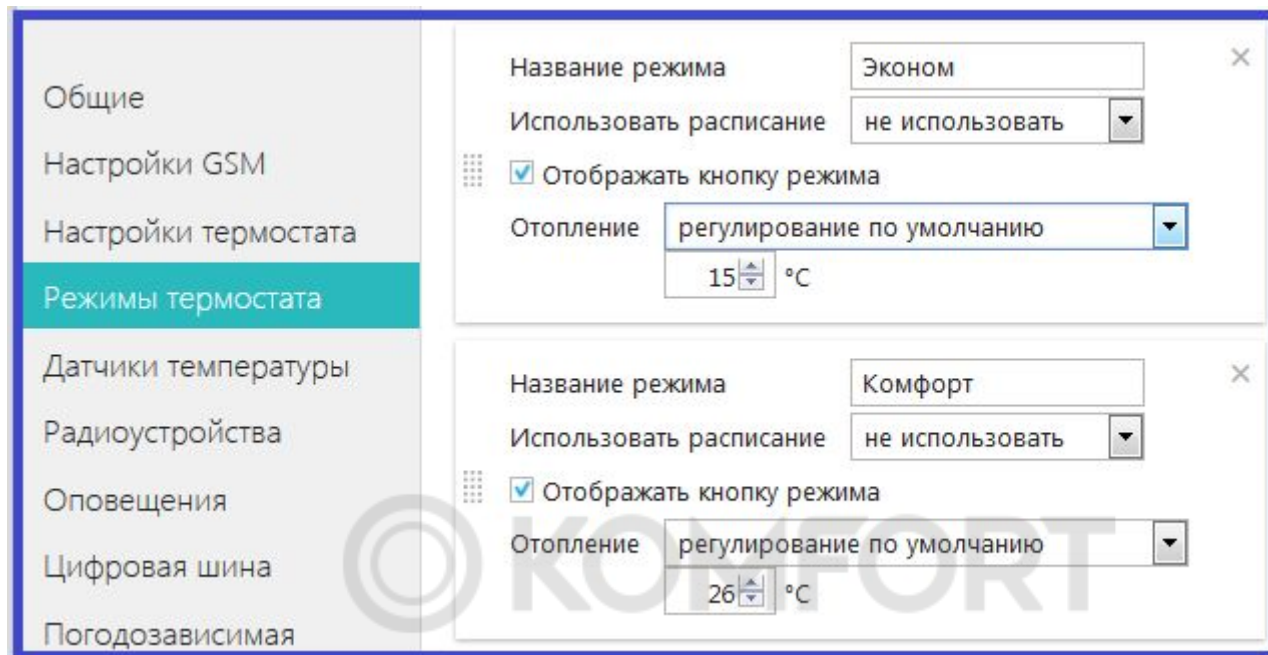 Общие
Настройки GSM
Настройки термостата
Режимы термостата
Датчики температуры
Радиоустройства
Оповещения
Цифровая шина
Погодозависимая
Название режима Эконом
Использовать расписание не использовать
Отображать кнопку режима
Отопление регулирование по умолчанию
15 °C
Название режима Комфорт
Использовать расписание не использовать
Отображать кнопку режима
Отопление регулирование по умолчанию
26 °C
KOMFORT